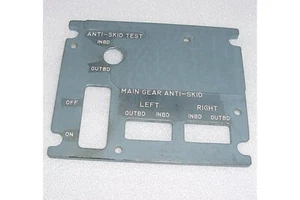 ANTI-SKID TEST
INBD
OUTBD
MAIN GEAR ANTI-SKID
OFF
LEFT RIGHT
OUTBD INBD INBD OUTBD
ON